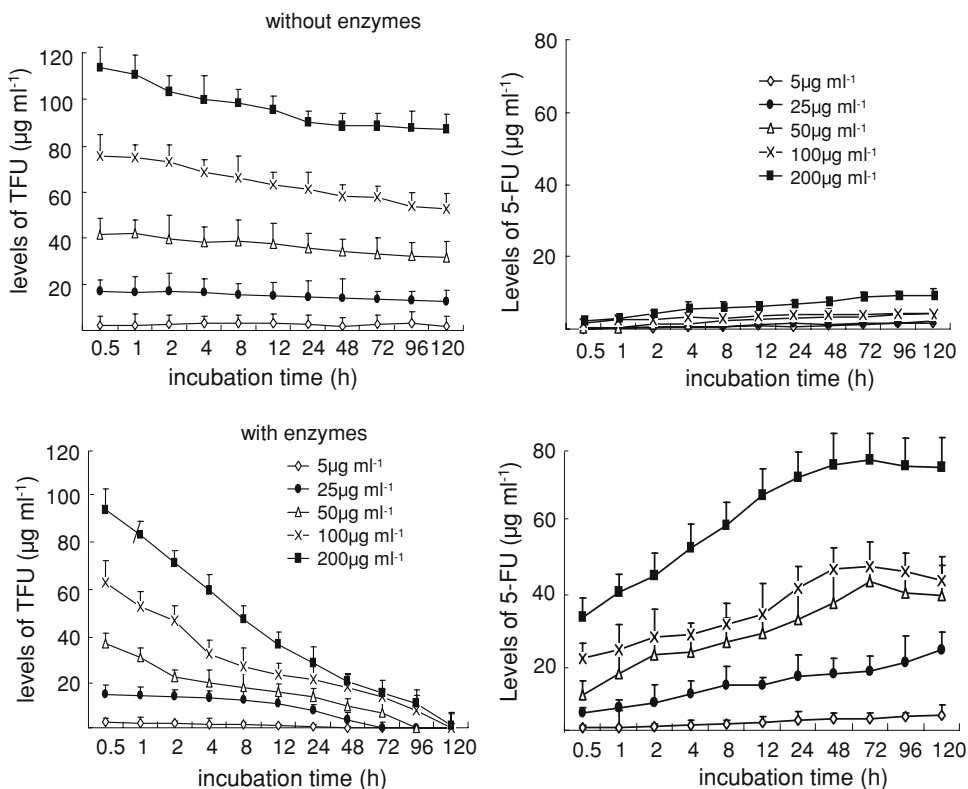 without enzymes
levels of TFU (µg ml-1)
120
100
80
60
40
20
0.5 1 2 4 8 12 24 48 72 96 120
incubation time (h)
Levels of 5-FU (µg ml-1)
80
60
40
20
5µg ml-1
25µg ml-1
50µg ml-1
100µg ml-1
200µg ml-1
0.5 1 2 4 8 12 24 48 72 96 120
incubation time (h)
with enzymes
levels of TFU (µg ml-1)
120
100
80
60
40
20
5µg ml-1
25µg ml-1
50µg ml-1
100µg ml-1
200µg ml-1
0.5 1 2 4 8 12 24 48 72 96 120
incubation time (h)
Levels of 5-FU (µg ml-1)
80
60
40
20
0.5 1 2 4 8 12 24 48 72 96 120
incubation time (h)